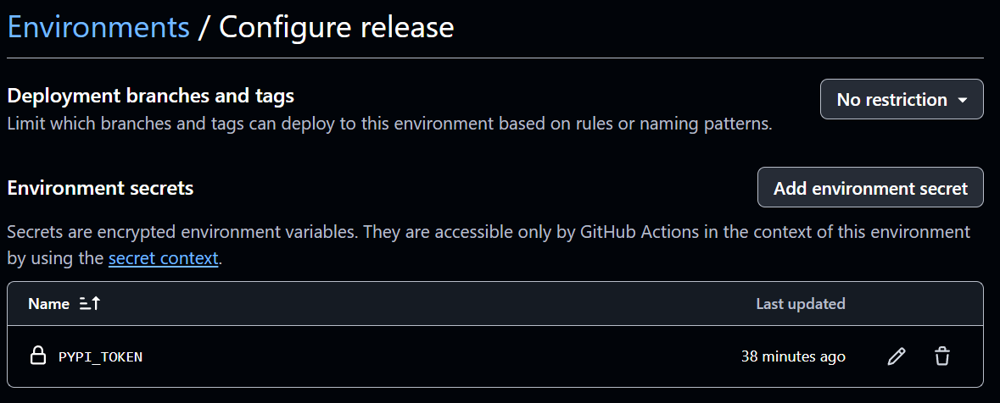 Environments / Configure release
Deployment branches and tags
No restriction
Limit which branches and tags can deploy to this environment based on rules or naming patterns.
Environment secrets
Add environment secret
Secrets are encrypted environment variables. They are accessible only by GitHub Actions in the context of this environment
by using the secret context.
Name
Last updated
PYPI_TOKEN
38 minutes ago